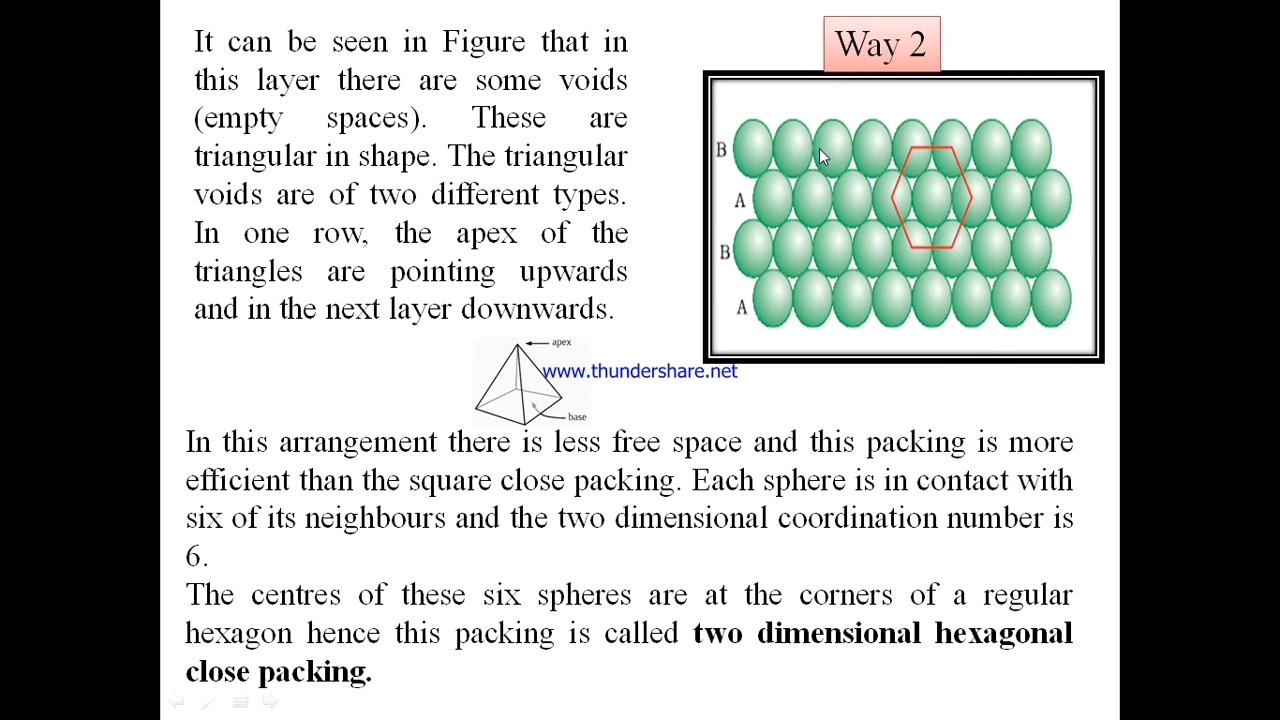 It can be seen in Figure that in
this layer there are some voids
(empty spaces). These are
triangular in shape. The triangular
voids are of two different types.
In one row, the apex of the
triangles are pointing upwards
and in the next layer downwards.
Way 2
B
A
B
A
apex
www.thundershare.net
base
In this arrangement there is less free space and this packing is more
efficient than the square close packing. Each sphere is in contact with
six of its neighbours and the two dimensional coordination number is
6.
The centres of these six spheres are at the corners of a regular
hexagon hence this packing is called two dimensional hexagonal
close packing.